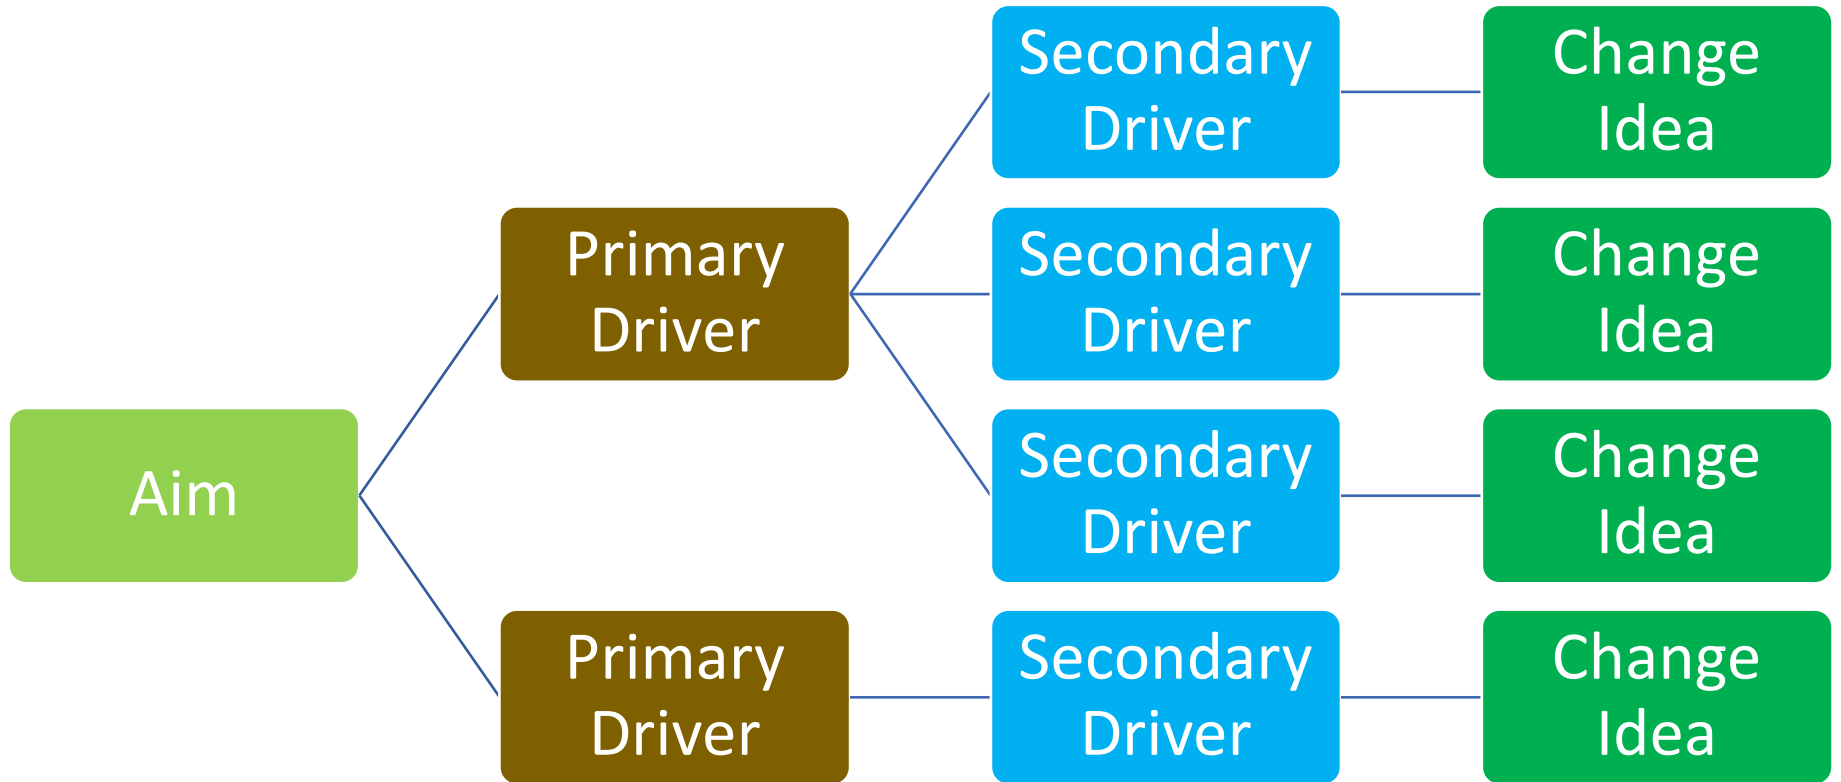 Secondary
Driver
Change
Idea
Primary
Driver
Secondary
Driver
Change
Idea
Aim
Secondary
Driver
Change
Idea
Primary
Driver
Secondary
Driver
Change
Idea